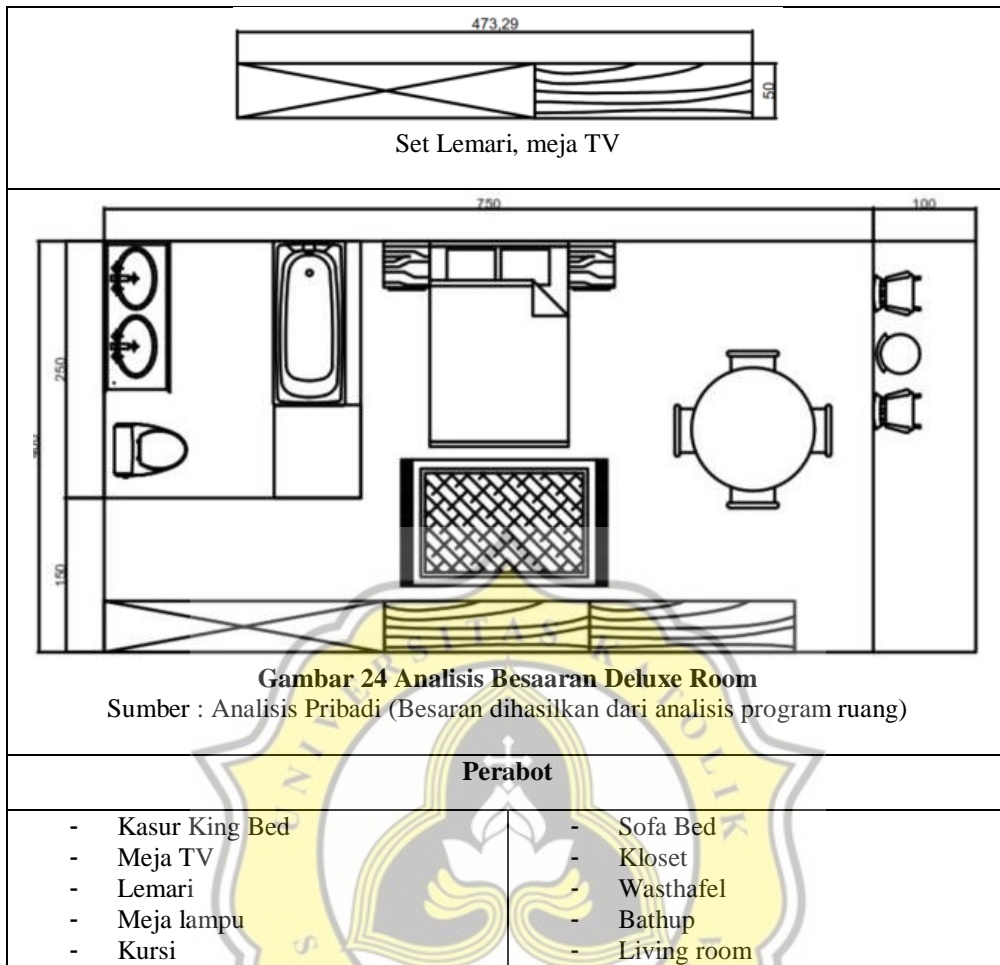 473,29
50
Set Lemari, meja TV
750
100
250
150
UNIVERSITAS KATOLIK
Gambar 24 Analisis Besaaran Deluxe Room
Sumber : Analisis Pribadi (Besaran dihasilkan dari analisis program ruang)
Perabot
- Kasur King Bed
- Meja TV
- Lemari
- Meja lampu
- Kursi
- Sofa Bed
- Kloset
- Wasthafel
- Bathup
- Living room